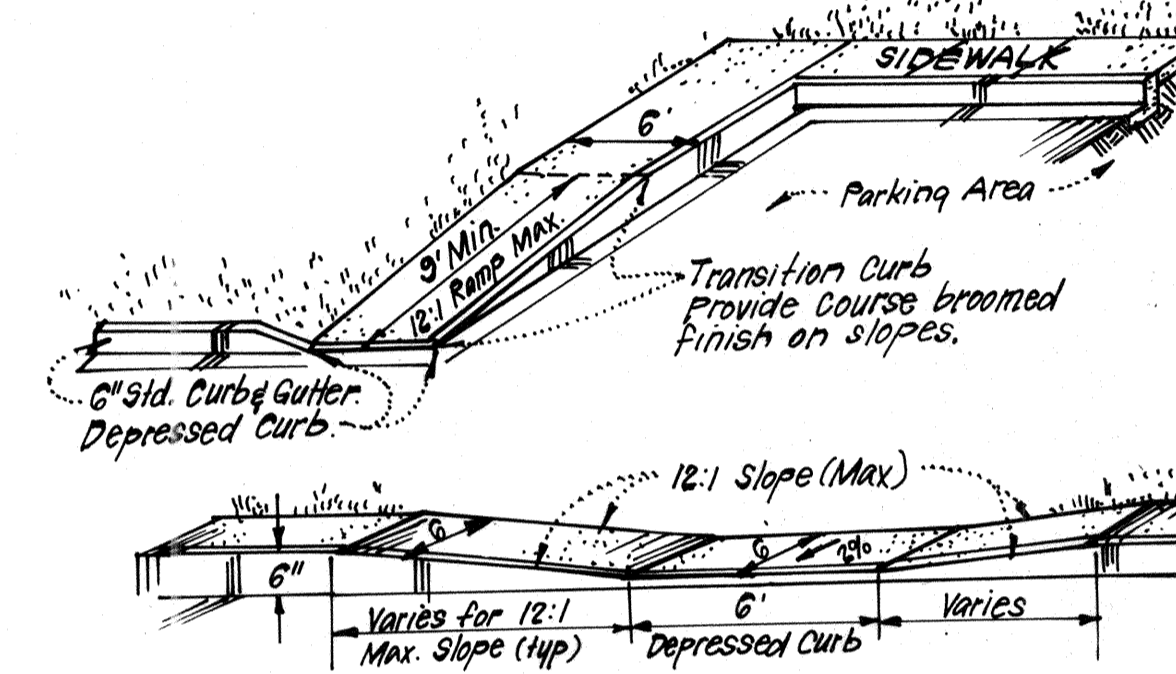 SIDEWALK
6'
Parking Area
9' Min.
12:1 Ramp Max.
Transition Curb
Provide Course broomed
finish on slopes.
6" Std. Curb & Gutter.
Depressed Curb.
12:1 Slope (Max)
6
6
2%
6"
Varies for 12:1
Max. Slope (typ)
6'
Depressed Curb
Varies